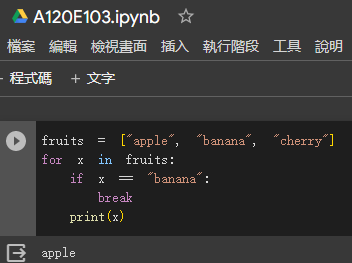 A120E103.ipynb
檔案 編輯 檢視畫面 插入 執行階段 工具 說明
+ 程式碼 + 文字
fruits = ["apple", "banana", "cherry"]
for x in fruits:
    if x == "banana":
        break
    print(x)
apple